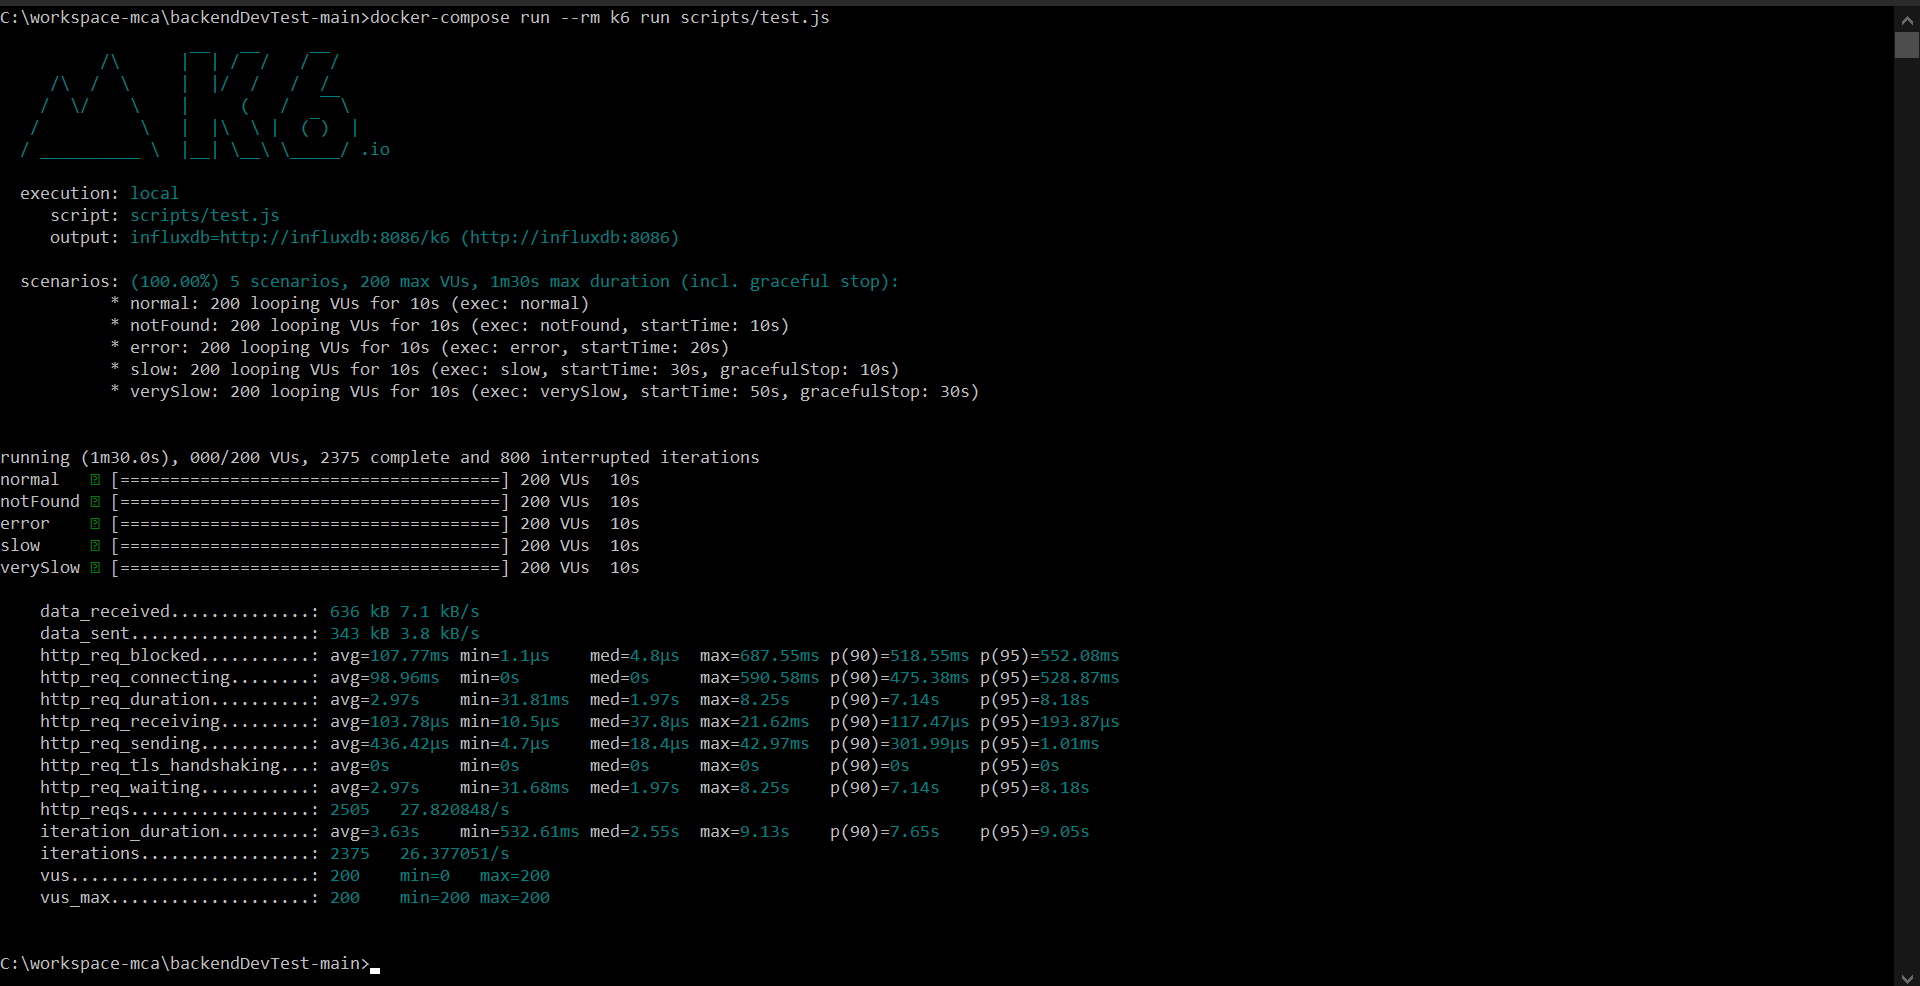 C:\workspace-mca\backendDevTest-main>docker-compose run --rm k6 run scripts/test.js
          /\      |‾‾| /‾‾/   /‾‾/
     /\  /  \     |  |/  /   /  /
    /  \/    \    |     (   /   ‾‾\
   /          \   |  |\  \ |  (‾)  |
  / __________ \  |__| \__\ \_____/ .io
execution: local
script: scripts/test.js
output: influxdb=http://influxdb:8086/k6 (http://influxdb:8086)
scenarios: (100.00%) 5 scenarios, 200 max VUs, 1m30s max duration (incl. graceful stop):
* normal: 200 looping VUs for 10s (exec: normal)
* notFound: 200 looping VUs for 10s (exec: notFound, startTime: 10s)
* error: 200 looping VUs for 10s (exec: error, startTime: 20s)
* slow: 200 looping VUs for 10s (exec: slow, startTime: 30s, gracefulStop: 10s)
* verySlow: 200 looping VUs for 10s (exec: verySlow, startTime: 50s, gracefulStop: 30s)
running (1m30.0s), 000/200 VUs, 2375 complete and 800 interrupted iterations
normal [======================================] 200 VUs 10s
notFound [======================================] 200 VUs 10s
error [======================================] 200 VUs 10s
slow [======================================] 200 VUs 10s
verySlow [======================================] 200 VUs 10s
data_received..............: 636 kB 7.1 kB/s
data_sent..................: 343 kB 3.8 kB/s
http_req_blocked...........: avg=107.77ms min=1.1µs med=4.8µs max=687.55ms p(90)=518.55ms p(95)=552.08ms
http_req_connecting........: avg=98.96ms min=0s med=0s max=590.58ms p(90)=475.38ms p(95)=528.87ms
http_req_duration..........: avg=2.97s min=31.81ms med=1.97s max=8.25s p(90)=7.14s p(95)=8.18s
http_req_receiving.........: avg=103.78µs min=10.5µs med=37.8µs max=21.62ms p(90)=117.47µs p(95)=193.87µs
http_req_sending...........: avg=436.42µs min=4.7µs med=18.4µs max=42.97ms p(90)=301.99µs p(95)=1.01ms
http_req_tls_handshaking...: avg=0s min=0s med=0s max=0s p(90)=0s p(95)=0s
http_req_waiting...........: avg=2.97s min=31.68ms med=1.97s max=8.25s p(90)=7.14s p(95)=8.18s
http_reqs..................: 2505 27.820848/s
iteration_duration.........: avg=3.63s min=532.61ms med=2.55s max=9.13s p(90)=7.65s p(95)=9.05s
iterations.................: 2375 26.377051/s
vus........................: 200 min=0 max=200
vus_max....................: 200 min=200 max=200
C:\workspace-mca\backendDevTest-main>